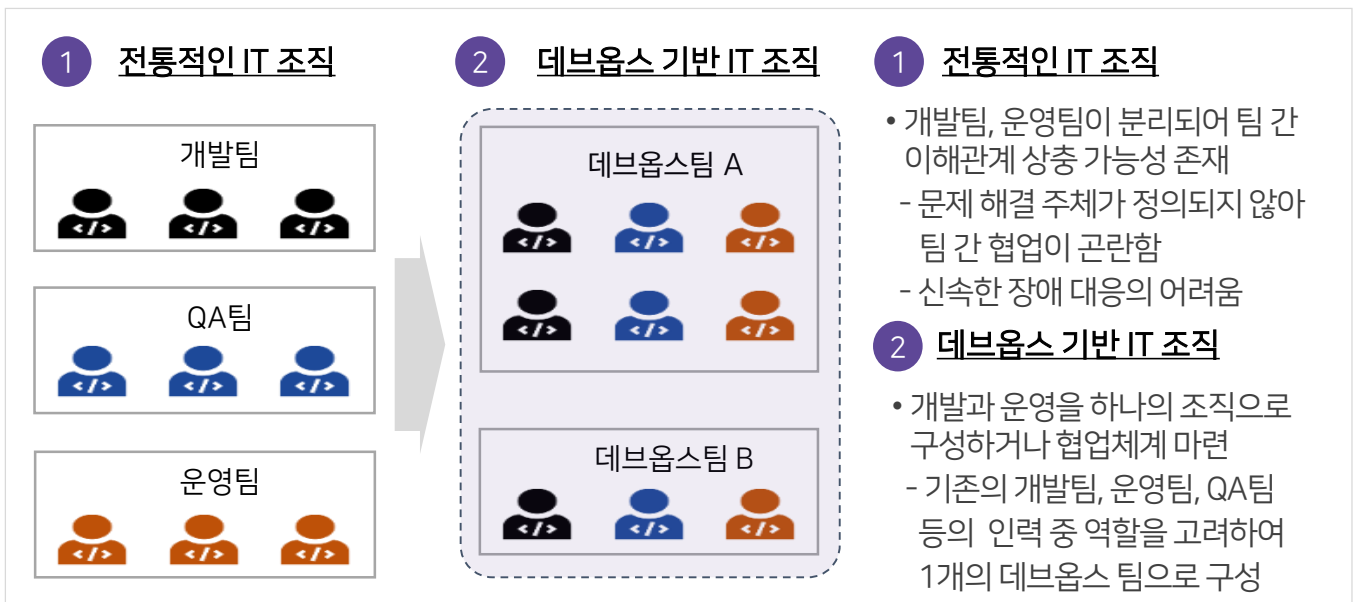 1 전통적인 IT 조직
개발팀
</>
</>
</>
QA팀
</>
</>
</>
운영팀
</>
</>
</>
2 데브옵스 기반 IT 조직
데브옵스팀 A
</>
</>
</>
</>
</>
</>
데브옵스팀 B
</>
</>
</>
1 전통적인 IT 조직
• 개발팀, 운영팀이 분리되어 팀 간
이해관계 상충 가능성 존재
- 문제 해결 주체가 정의되지 않아
팀 간 협업이 곤란함
- 신속한 장애 대응의 어려움
2 데브옵스 기반 IT 조직
• 개발과 운영을 하나의 조직으로
구성하거나 협업체계 마련
- 기존의 개발팀, 운영팀, QA팀
등의 인력 중 역할을 고려하여
1개의 데브옵스 팀으로 구성